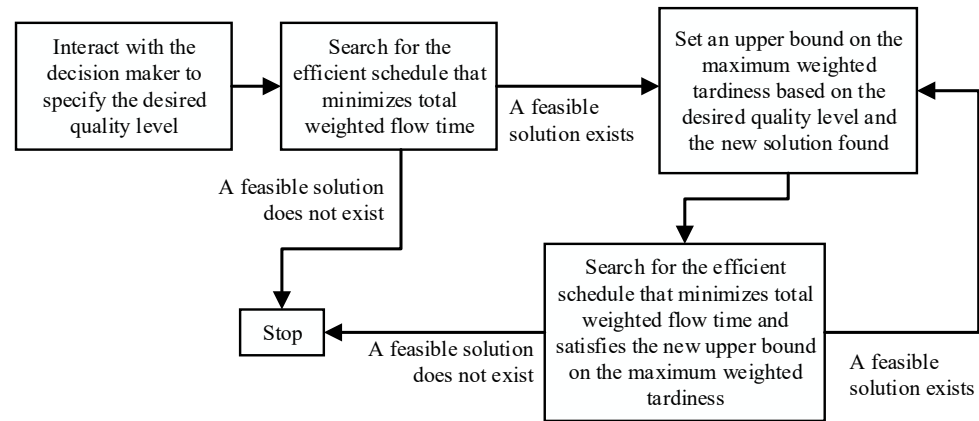 Interact with the
decision maker to
specify the desired
quality level
Search for the
efficient schedule that
minimizes total
weighted flow time
A feasible
solution exists
Set an upper bound on the
maximum weighted
tardiness based on the
desired quality level and
the new solution found
A feasible solution
does not exist
Search for the efficient
schedule that minimizes total
weighted flow time and
satisfies the new upper bound
on the maximum weighted
tardiness
Stop
A feasible solution
does not exist
A feasible
solution exists